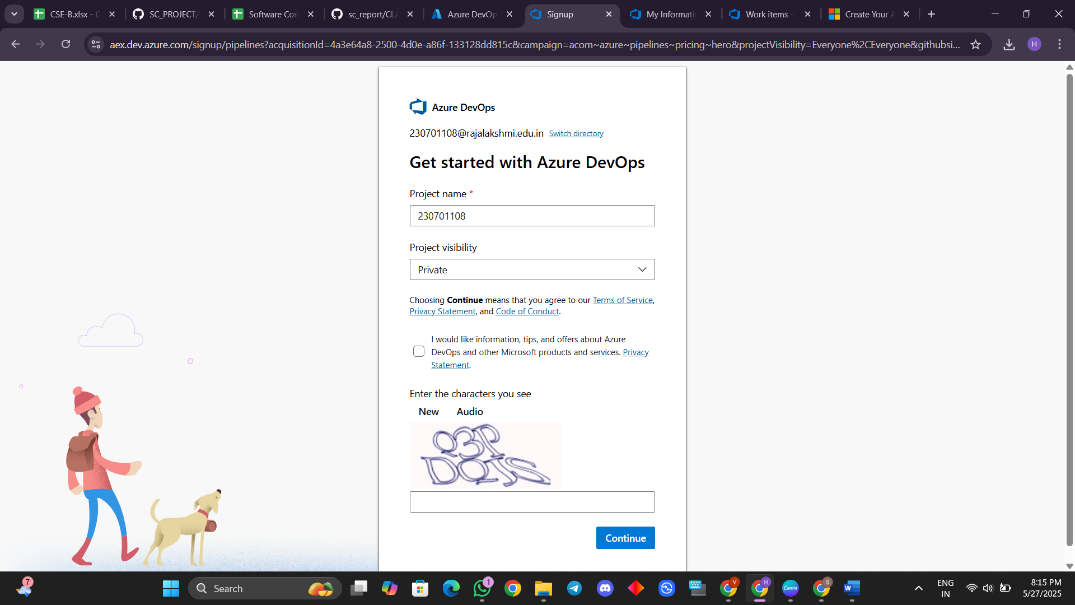 CSE-B.xlsx - G
SC_PROJECT/
Software Con
sc_report/CL/
Azure DevOp
Signup
My Informati
Work items -
Create Your A
aex.dev.azure.com/signup/pipelines?acquisitionId=4a3e64a8-2500-4d0e-a86f-133128dd815c&campaign=acom~azure~pipelines~pricing~hero&projectVisibility=Everyone%2CEveryone&githubsi...
H
Azure DevOps
230701108@rajalakshmi.edu.in Switch directory
Get started with Azure DevOps
Project name *
230701108
Project visibility
Private
Choosing Continue means that you agree to our Terms of Service,
Privacy Statement, and Code of Conduct.
I would like information, tips, and offers about Azure
DevOps and other Microsoft products and services. Privacy
Statement.
Enter the characters you see
New Audio
Continue
7
Search
1
V
H
S
ENG
IN
8:15 PM
5/27/2025